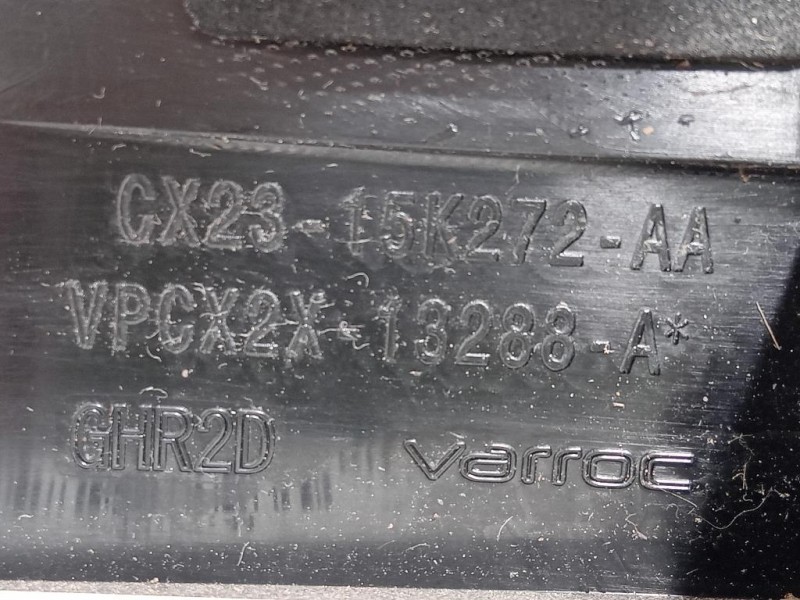 CX23-15K272-AA
VPCX2X-13288-A*
GHR2D
varroc